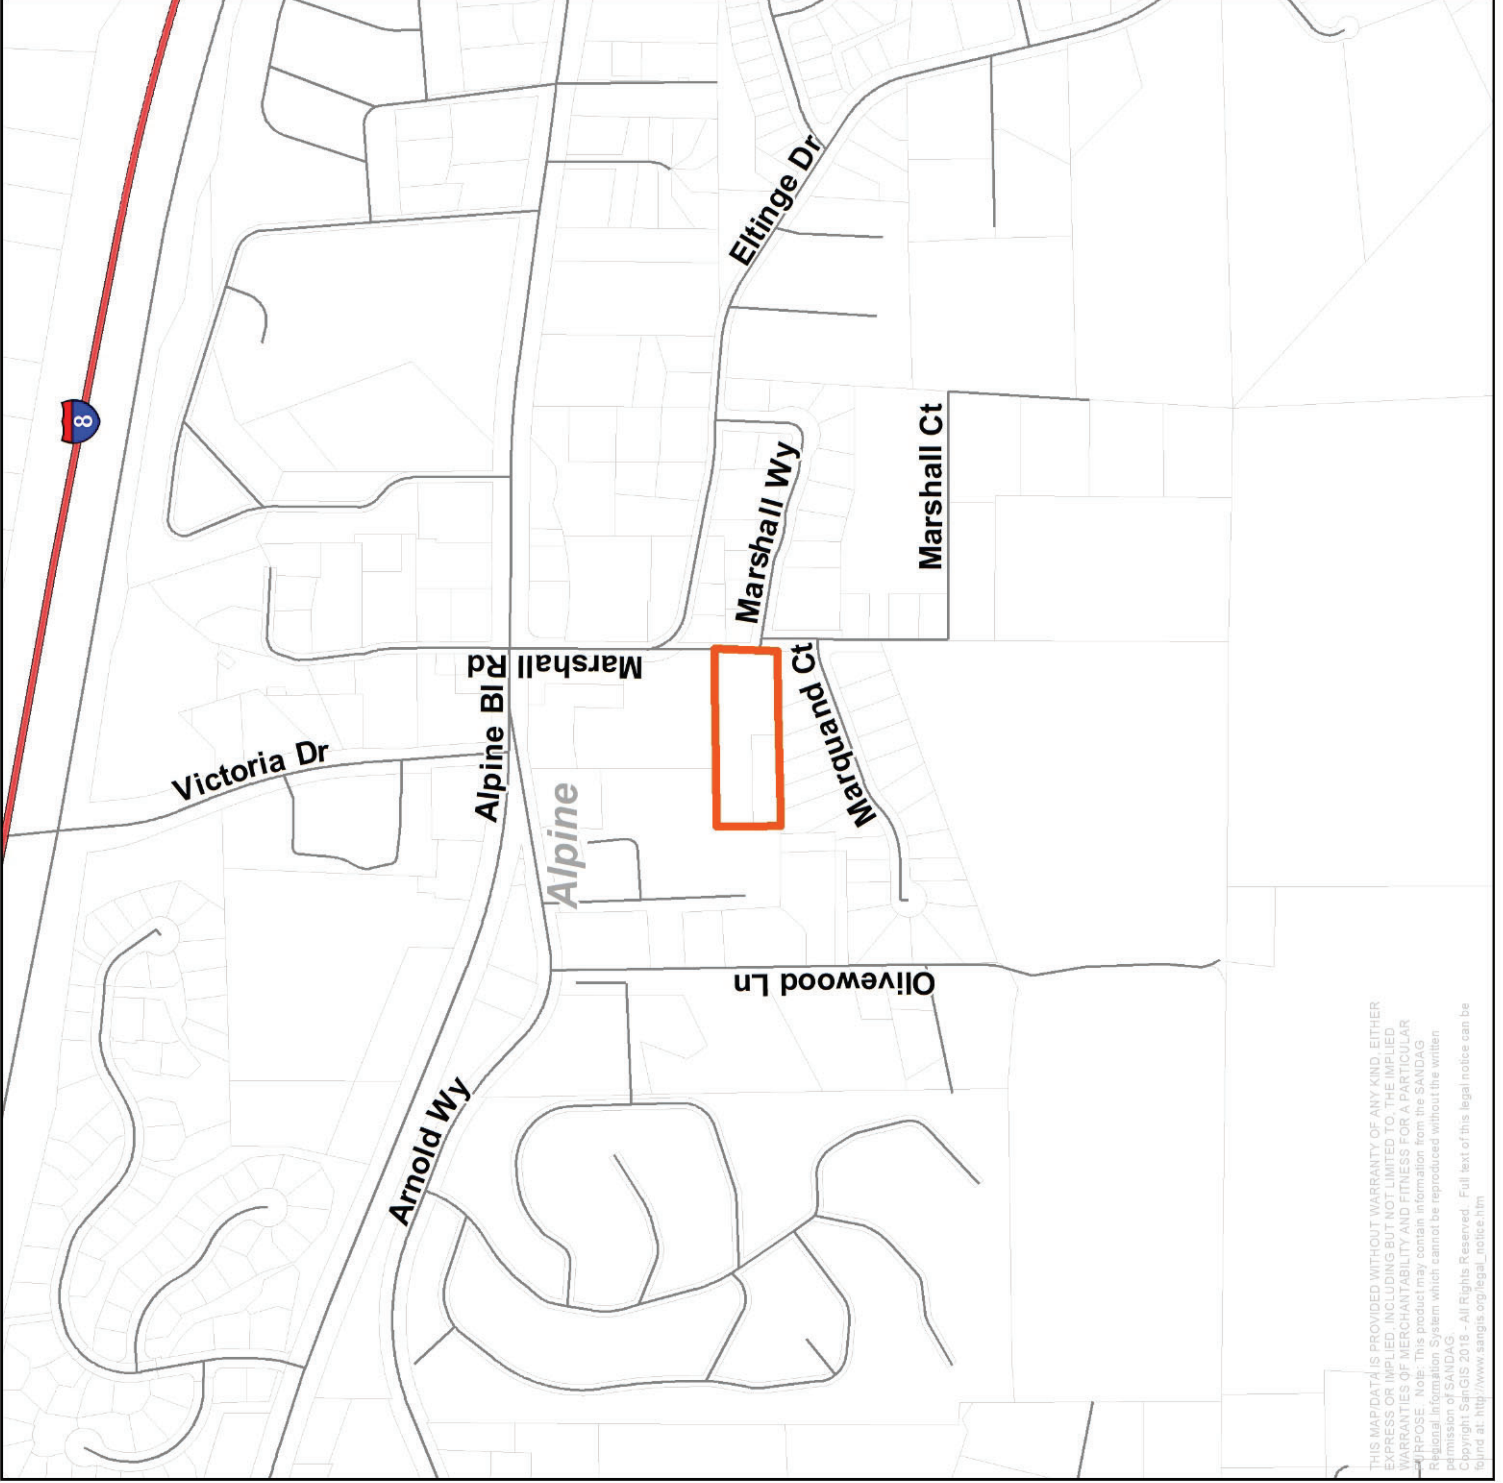 8
Eltinge Dr
Marshall Wy
Marshall Ct
Marshall
Rd
Alpine Bl
Victoria Dr
Marquand Ct
Alpine
Olivewood Ln
Arnold Wy
THIS MAP/DATA IS PROVIDED WITHOUT WARRANTY OF ANY KIND, EITHER
EXPRESS OR IMPLIED, INCLUDING BUT NOT LIMITED TO, THE IMPLIED
WARRANTIES OF MERCHANTABILITY AND FITNESS FOR A PARTICULAR
PURPOSE. Note: This product may contain information from the SANDAG
Regional Information System which cannot be reproduced without the written
permission of SANDAG.
Copyright SanGIS 2018 - All Rights Reserved. Full text of this legal notice can be
found at: http://www.sangis.org/legal_notice.htm